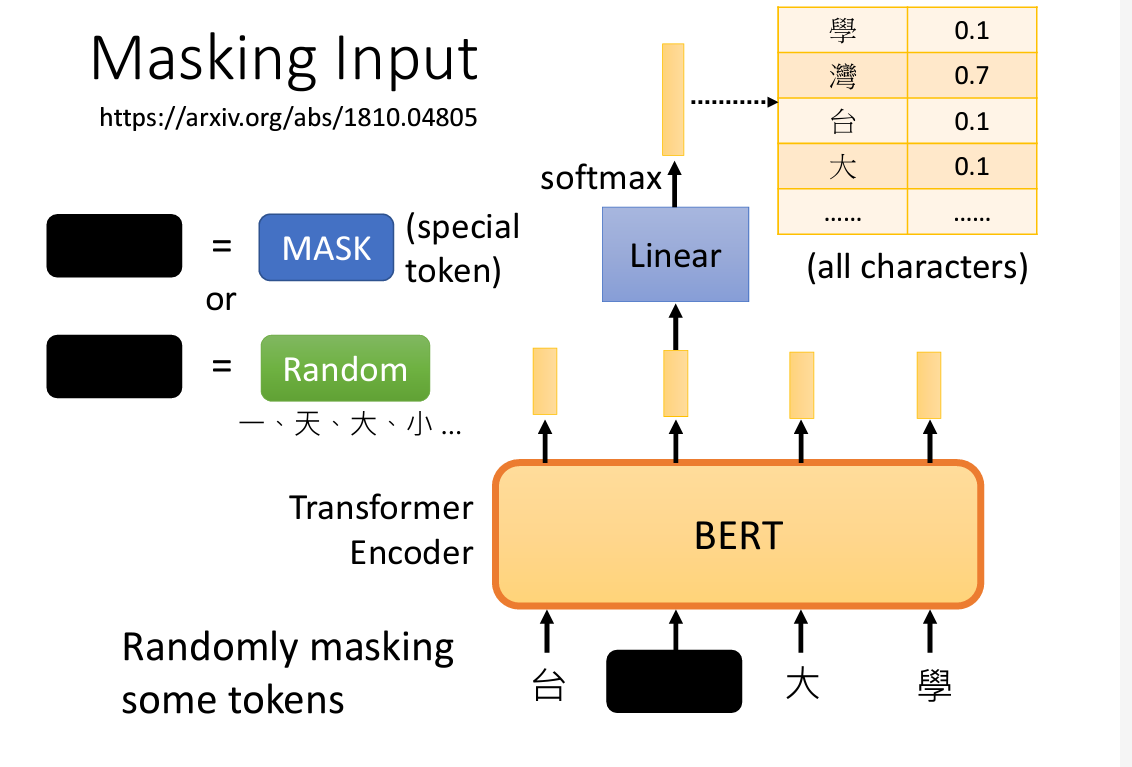 Masking Input
https://arxiv.org/abs/1810.04805
學 0.1
灣 0.7
台 0.1
大 0.1
…… ……
(all characters)
softmax
Linear
= MASK (special
token)
or
= Random
一、天、大、小 ...
Transformer
Encoder
BERT
Randomly masking
some tokens
台 大 學